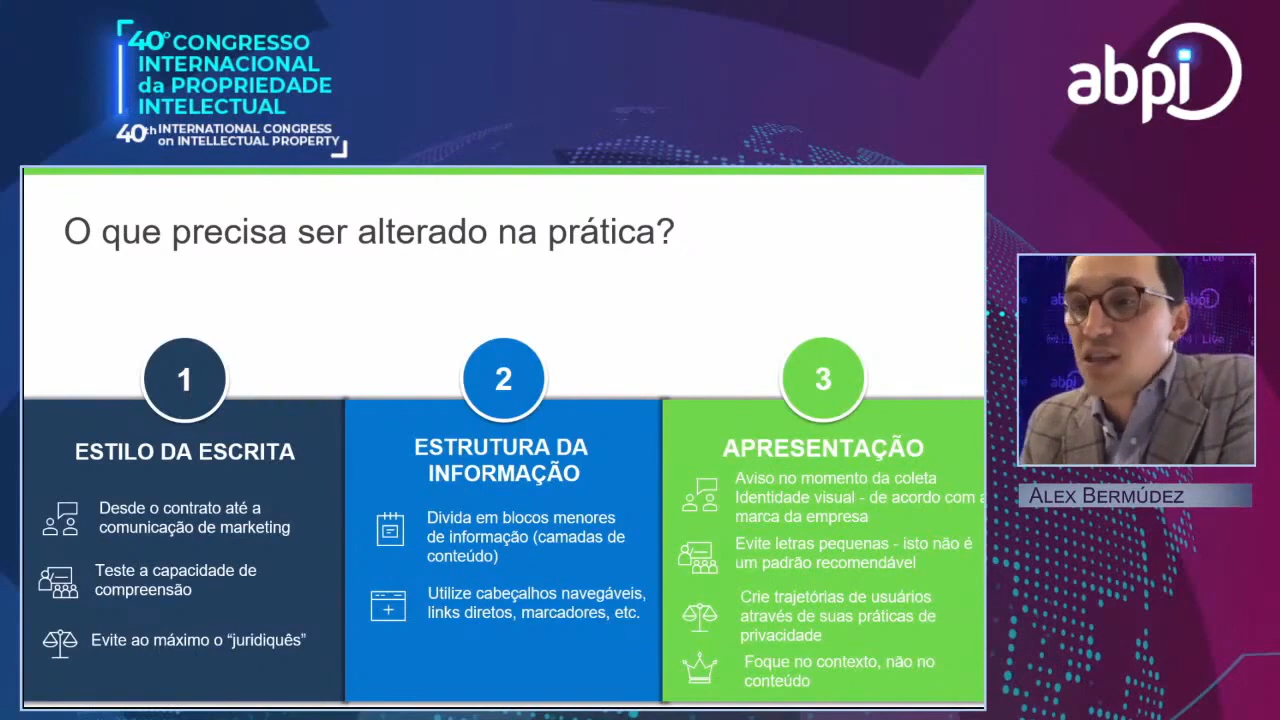 40º CONGRESSO
INTERNACIONAL
da PROPRIEDADE
INTELECTUAL
40th INTERNATIONAL CONGRESS
on INTELLECTUAL PROPERTY
abpi
O que precisa ser alterado na prática?
1
ESTILO DA ESCRITA
Desde o contrato até a
comunicação de marketing
Teste a capacidade de
compreensão
Evite ao máximo o “juridiquês”
2
ESTRUTURA DA
INFORMAÇÃO
Divida em blocos menores
de informação (camadas de
conteúdo)
Utilize cabeçalhos navegáveis,
links diretos, marcadores, etc.
3
APRESENTAÇÃO
Aviso no momento da coleta
Identidade visual - de acordo com a
marca da empresa
Evite letras pequenas - isto não é
um padrão recomendável
Crie trajetórias de usuários
através de suas práticas de
privacidade
Foque no contexto, não no
conteúdo
Live
abpi
abpi
Live
ALEX BERMÚDEZ